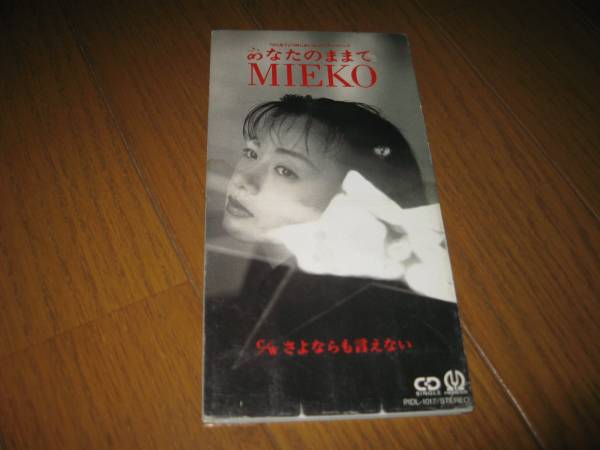 あなたのままで
MIEKO
C/W さよならも言えない
CD
SINGLE
PIDL-1017/STEREO